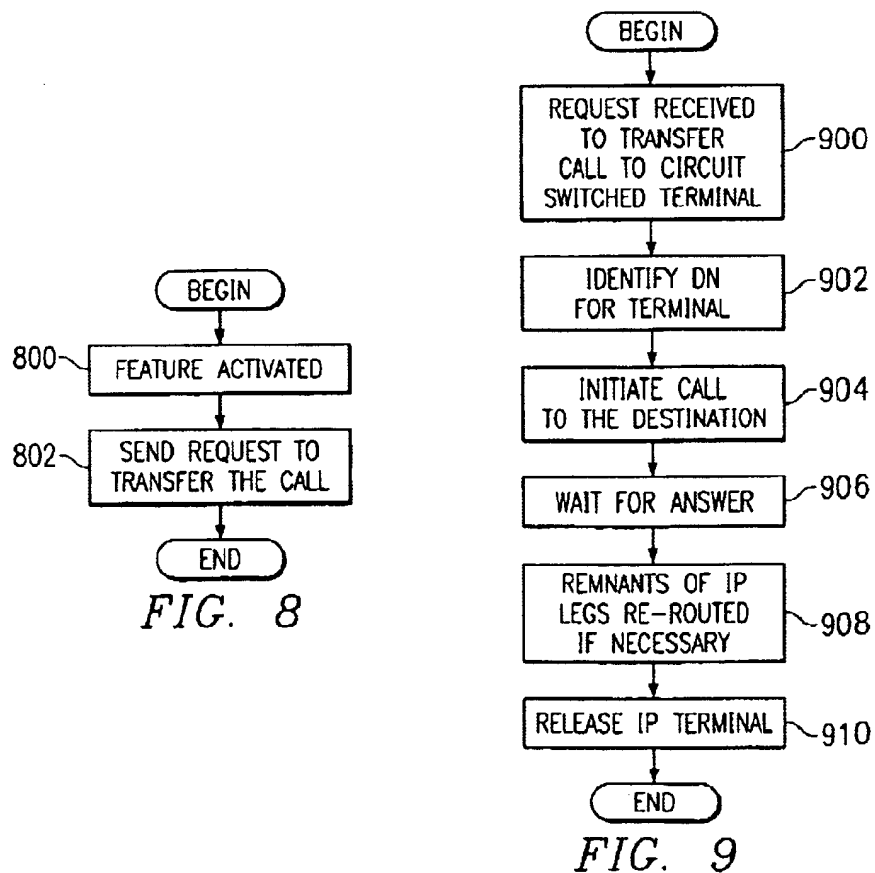 BEGIN
800
FEATURE ACTIVATED
802
SEND REQUEST TO
TRANSFER THE CALL
END
FIG. 8
BEGIN
REQUEST RECEIVED
TO TRANSFER
CALL TO CIRCUIT
SWITCHED TERMINAL
900
IDENTIFY DN
FOR TERMINAL
902
INITIATE CALL
TO THE DESTINATION
904
WAIT FOR ANSWER
906
REMNANTS OF IP
LEGS RE-ROUTED
IF NECESSARY
908
RELEASE IP TERMINAL
910
END
FIG. 9